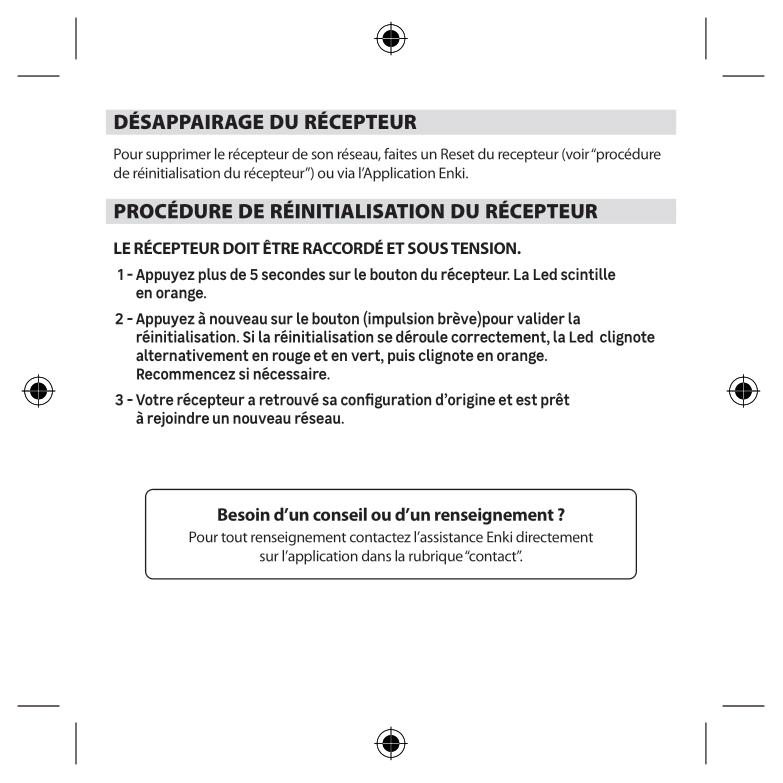 DÉSAPPAIRAGE DU RÉCEPTEUR
Pour supprimer le récepteur de son réseau, faites un Reset du recepteur (voir “procédure
de réinitialisation du récepteur”) ou via l’Application Enki.
PROCÉDURE DE RÉINITIALISATION DU RÉCEPTEUR
LE RÉCEPTEUR DOIT ÊTRE RACCORDÉ ET SOUS TENSION.
1 - Appuyez plus de 5 secondes sur le bouton du récepteur. La Led scintille
en orange.
2 - Appuyez à nouveau sur le bouton (impulsion brève)pour valider la
réinitialisation. Si la réinitialisation se déroule correctement, la Led  clignote
alternativement en rouge et en vert, puis clignote en orange.
Recommencez si nécessaire.
3 - Votre récepteur a retrouvé sa configuration d’origine et est prêt
à rejoindre un nouveau réseau.
Besoin d’un conseil ou d’un renseignement ?
Pour tout renseignement contactez l’assistance Enki directement
sur l’application dans la rubrique “contact”.